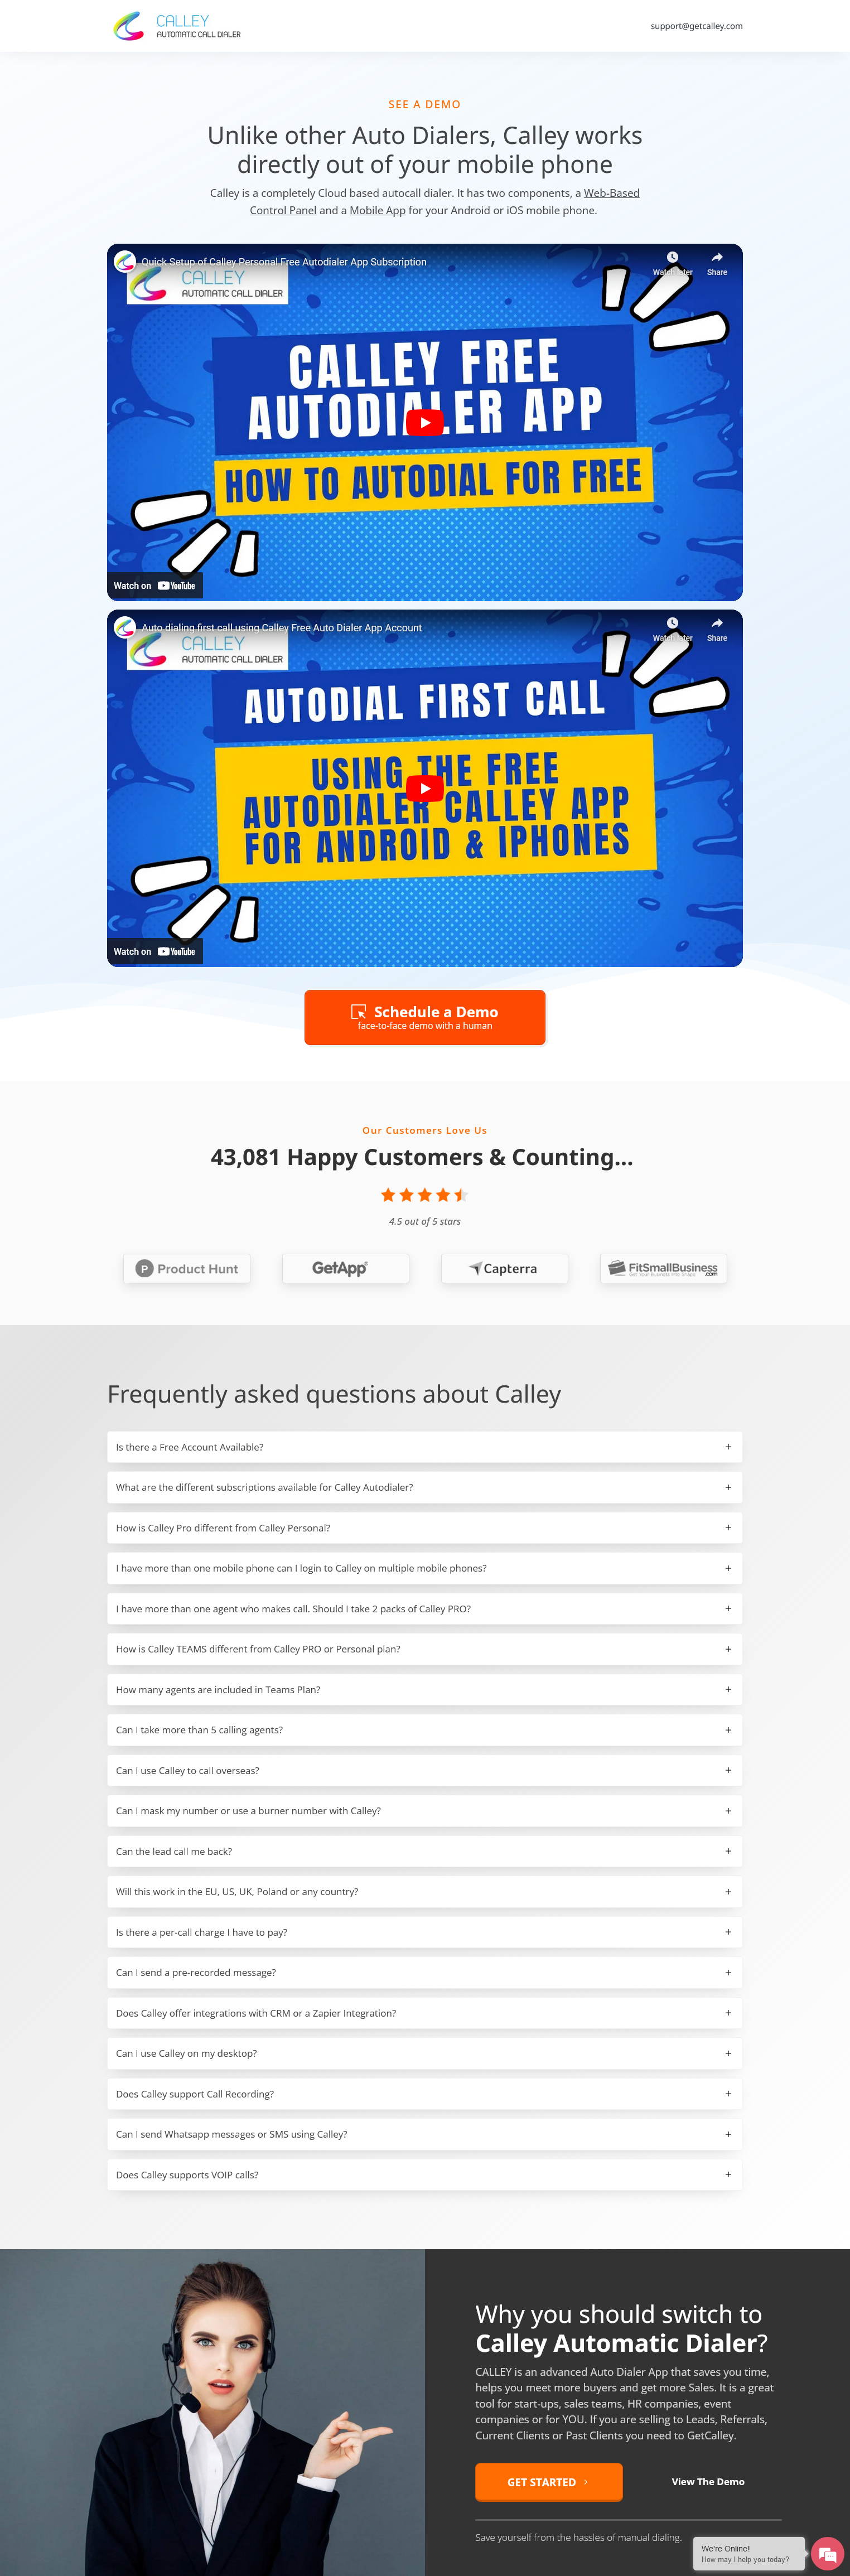 CALLEY
AUTOMATIC CALL DIALER
support@getcalley.com
SEE A DEMO
Unlike other Auto Dialers, Calley works
directly out of your mobile phone
Calley is a completely Cloud based autocall dialer. It has two components, a Web-Based
Control Panel and a Mobile App for your Android or iOS mobile phone.
Quick Setup of Calley Personal Free Autodialer App Subscription
Watch later
Share
CALLEY
AUTOMATIC CALL DIALER
CALLEY FREE
AUTODIALER APP
HOW TO AUTODIAL FOR FREE
Watch on YouTube
Auto dialing first call using Calley Free Auto Dialer App Account
Watch later
Share
CALLEY
AUTOMATIC CALL DIALER
AUTODIAL FIRST CALL
USING THE FREE
AUTODIALER CALLEY APP
FOR ANDROID & IPHONES
Watch on YouTube
Schedule a Demo
face-to-face demo with a human
Our Customers Love Us
43,081 Happy Customers & Counting...
4.5 out of 5 stars
P Product Hunt
GetApp
Capterra
FitSmallBusiness
.com
Frequently asked questions about Calley
Is there a Free Account Available?
What are the different subscriptions available for Calley Autodialer?
How is Calley Pro different from Calley Personal?
I have more than one mobile phone can I login to Calley on multiple mobile phones?
I have more than one agent who makes call. Should I take 2 packs of Calley PRO?
How is Calley TEAMS different from Calley PRO or Personal plan?
How many agents are included in Teams Plan?
Can I take more than 5 calling agents?
Can I use Calley to call overseas?
Can I mask my number or use a burner number with Calley?
Can the lead call me back?
Will this work in the EU, US, UK, Poland or any country?
Is there a per-call charge I have to pay?
Can I send a pre-recorded message?
Does Calley offer integrations with CRM or a Zapier Integration?
Can I use Calley on my desktop?
Does Calley support Call Recording?
Can I send Whatsapp messages or SMS using Calley?
Does Calley supports VOIP calls?
Why you should switch to
Calley Automatic Dialer?
CALLEY is an advanced Auto Dialer App that saves you time,
helps you meet more buyers and get more Sales. It is a great
tool for start-ups, sales teams, HR companies, event
companies or for YOU. If you are selling to Leads, Referrals,
Current Clients or Past Clients you need to GetCalley.
GET STARTED
View The Demo
Save yourself from the hassles of manual dialing.
We're Online!
How may I help you today?